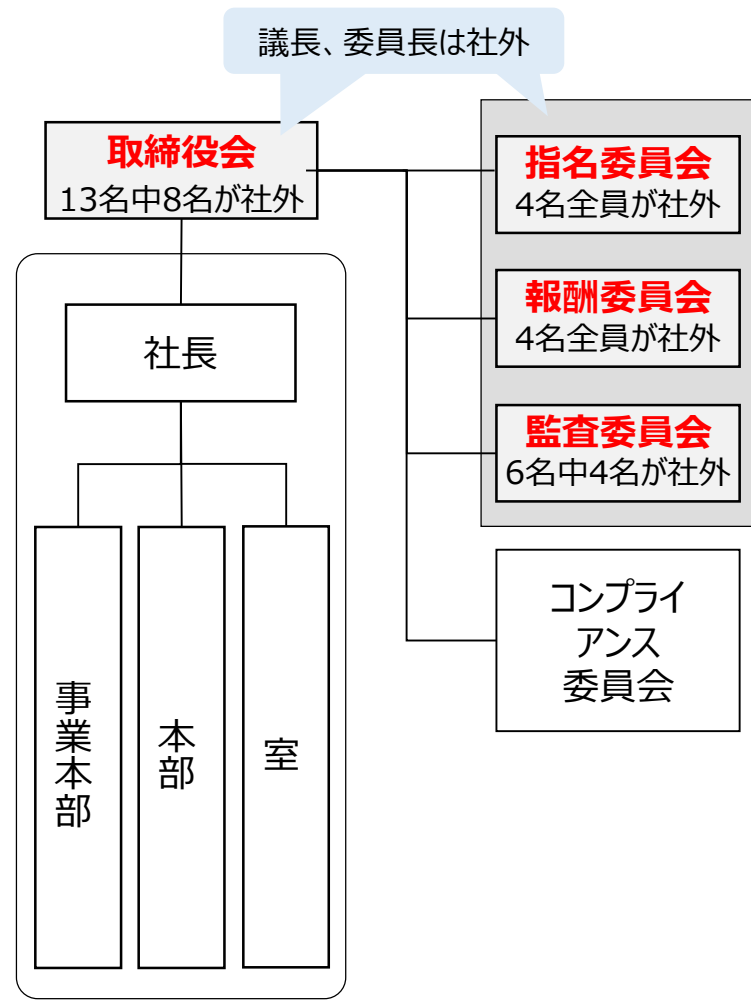 議長、委員長は社外
取締役会
13名中8名が社外
指名委員会
4名全員が社外
報酬委員会
4名全員が社外
監査委員会
6名中4名が社外
コンプライ
アンス
委員会
社長
事業本部
本部
室